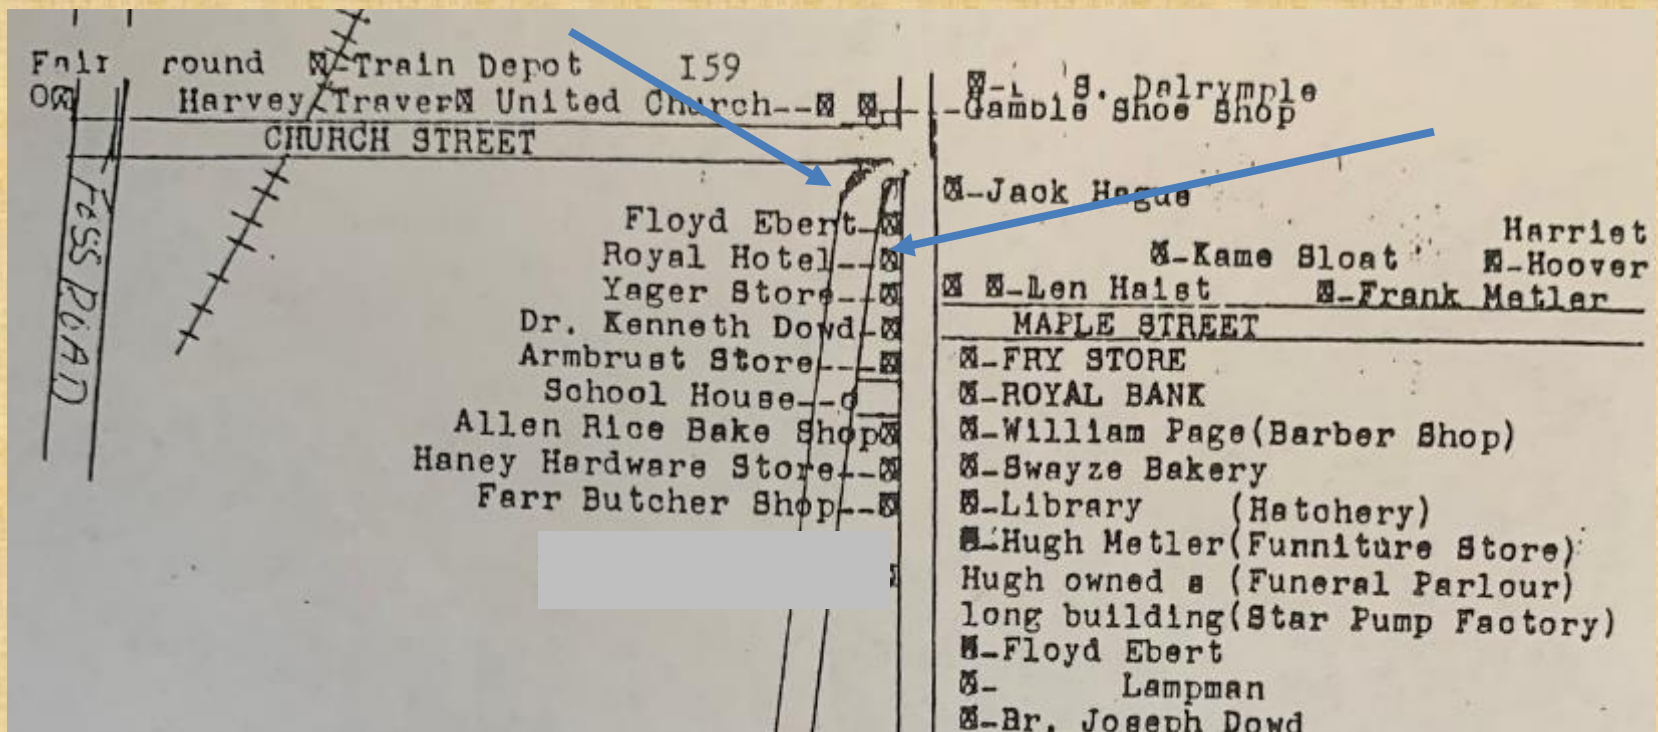 Fair round -Train Depot I59
Harvey Traver United Church-- S. Dalrymple
-Gamble Shoe Shop
CHURCH STREET
FOSS ROAD
-Jack Hague
Floyd Ebert-
Royal Hotel--
Yager Store--
Dr. Kenneth Dowd-
Armbrust Store---
School House--
Allen Rice Bake Shop
Haney Hardware Store--
Farr Butcher Shop--
Harriet
-Kame Sloat -Hoover
-Len Haist -Frank Metler
MAPLE STREET
-FRY STORE
-ROYAL BANK
-William Page(Barber Shop)
-Swayze Bakery
-Library (Hatchery)
-Hugh Metler(Funniture Store)
Hugh owned a (Funeral Parlour)
long building(Star Pump Factory)
-Floyd Ebert
- Lampman
-Br. Joseph Dowd